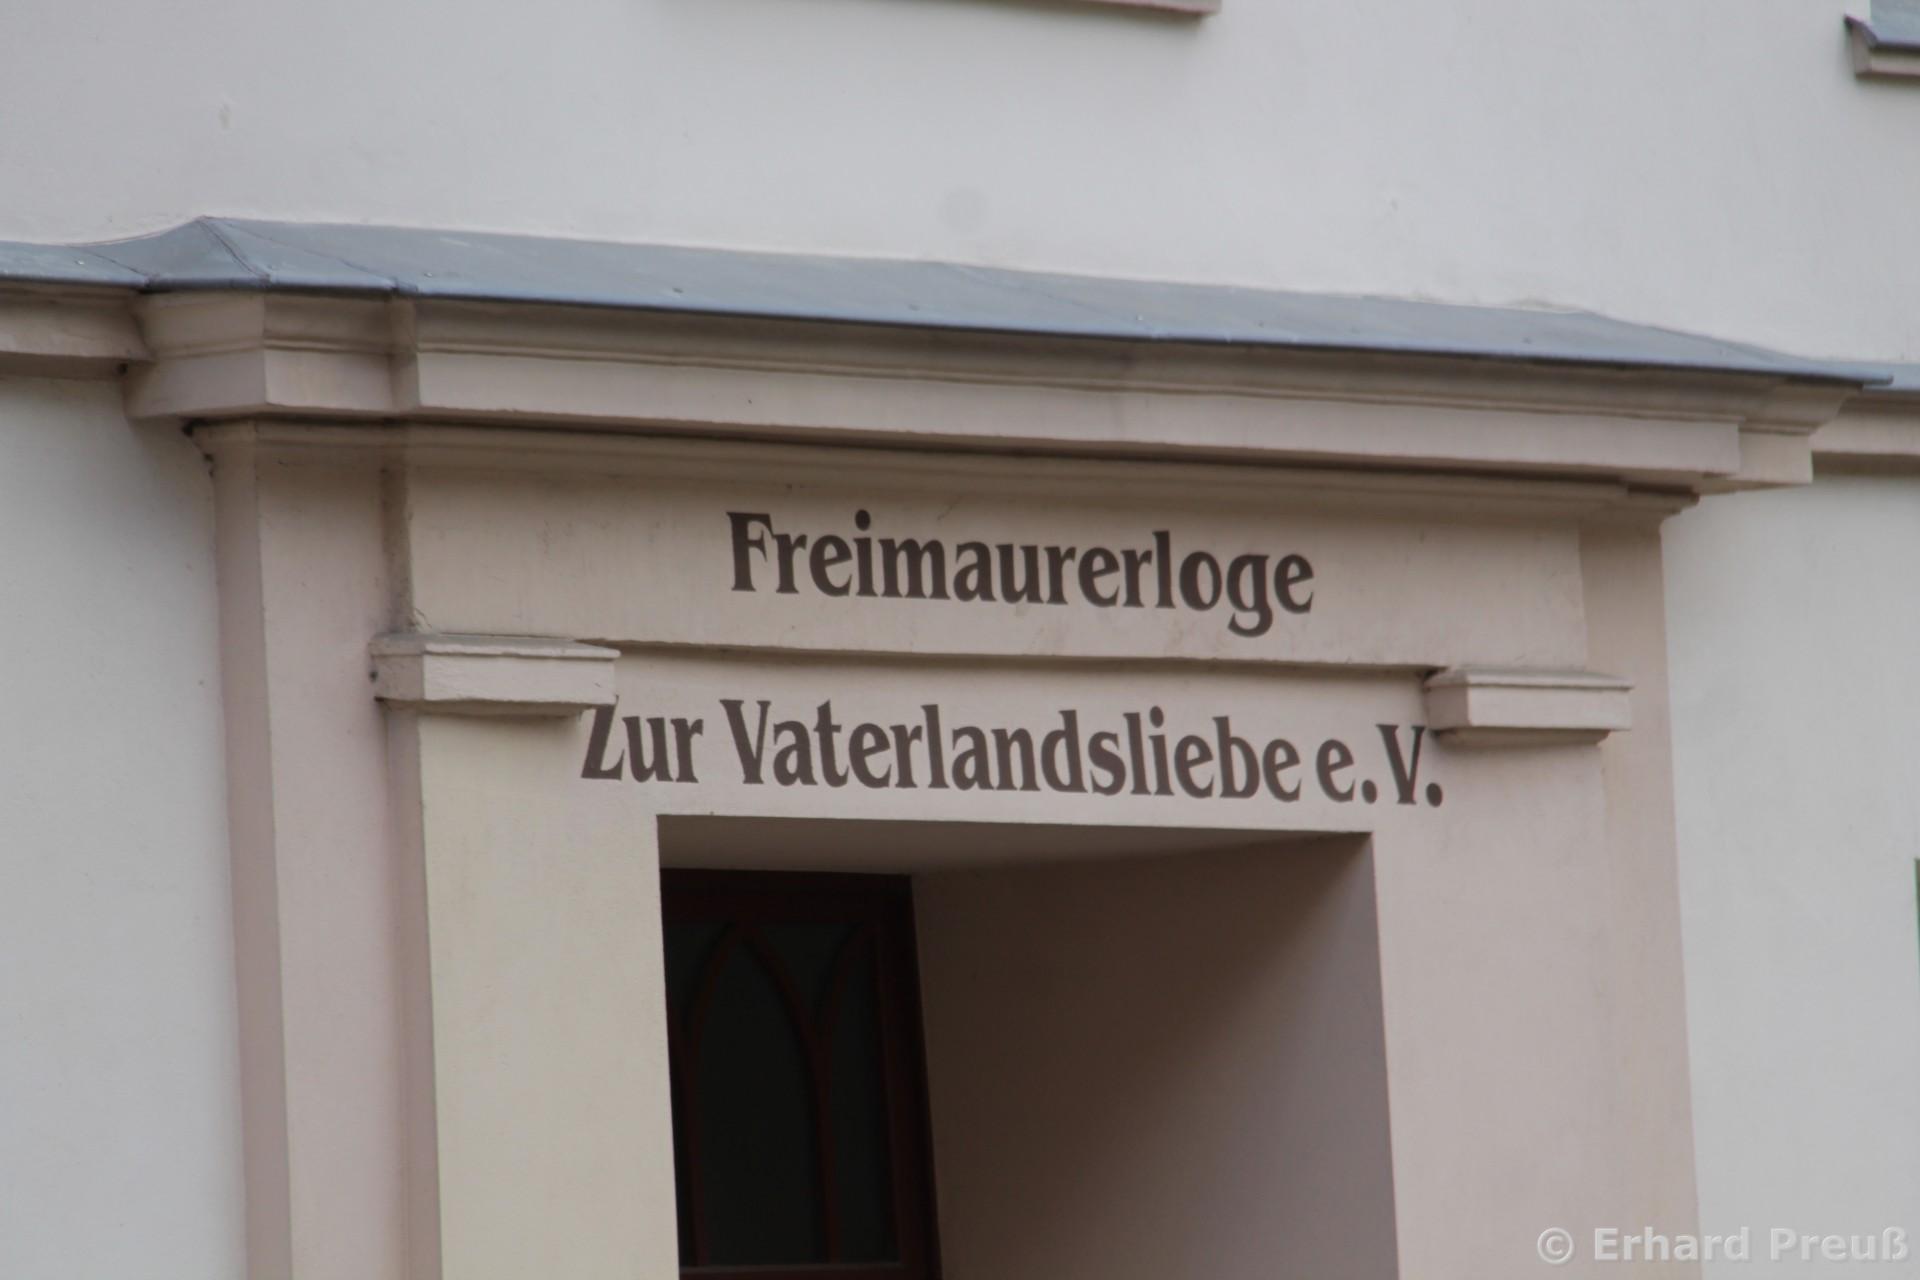 Freimaurerloge
Zur Vaterlandsliebe e.V.
© Erhard Preuß